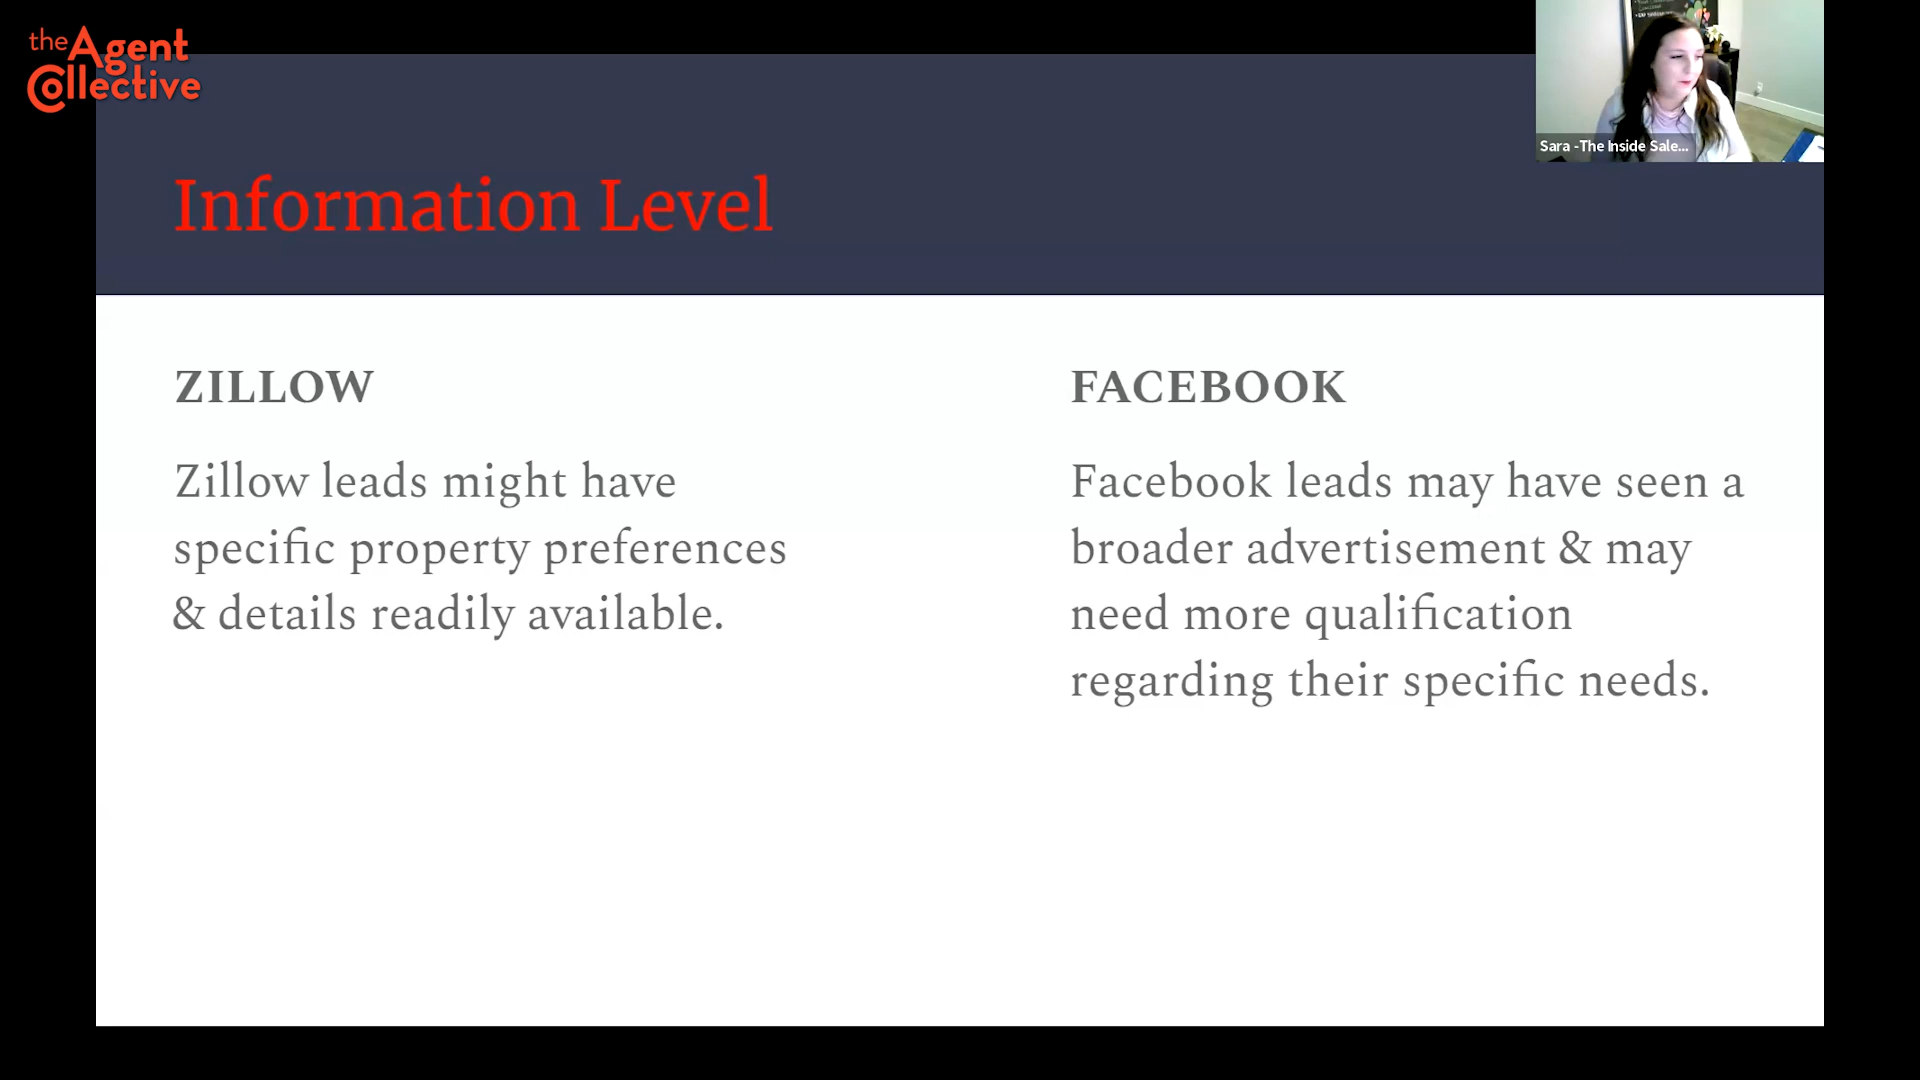 the Agent
Collective
Sara -The Inside Sale...
Information Level
ZILLOW
Zillow leads might have
specific property preferences
& details readily available.
FACEBOOK
Facebook leads may have seen a
broader advertisement & may
need more qualification
regarding their specific needs.